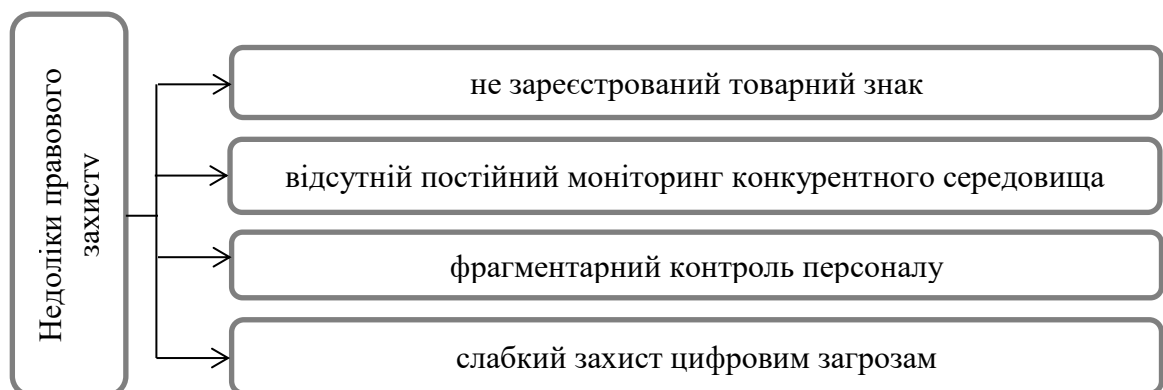 Недоліки правового
захисту
не зареєстрований товарний знак
відсутній постійний моніторинг конкурентного середовища
фрагментарний контроль персоналу
слабкий захист цифровим загрозам